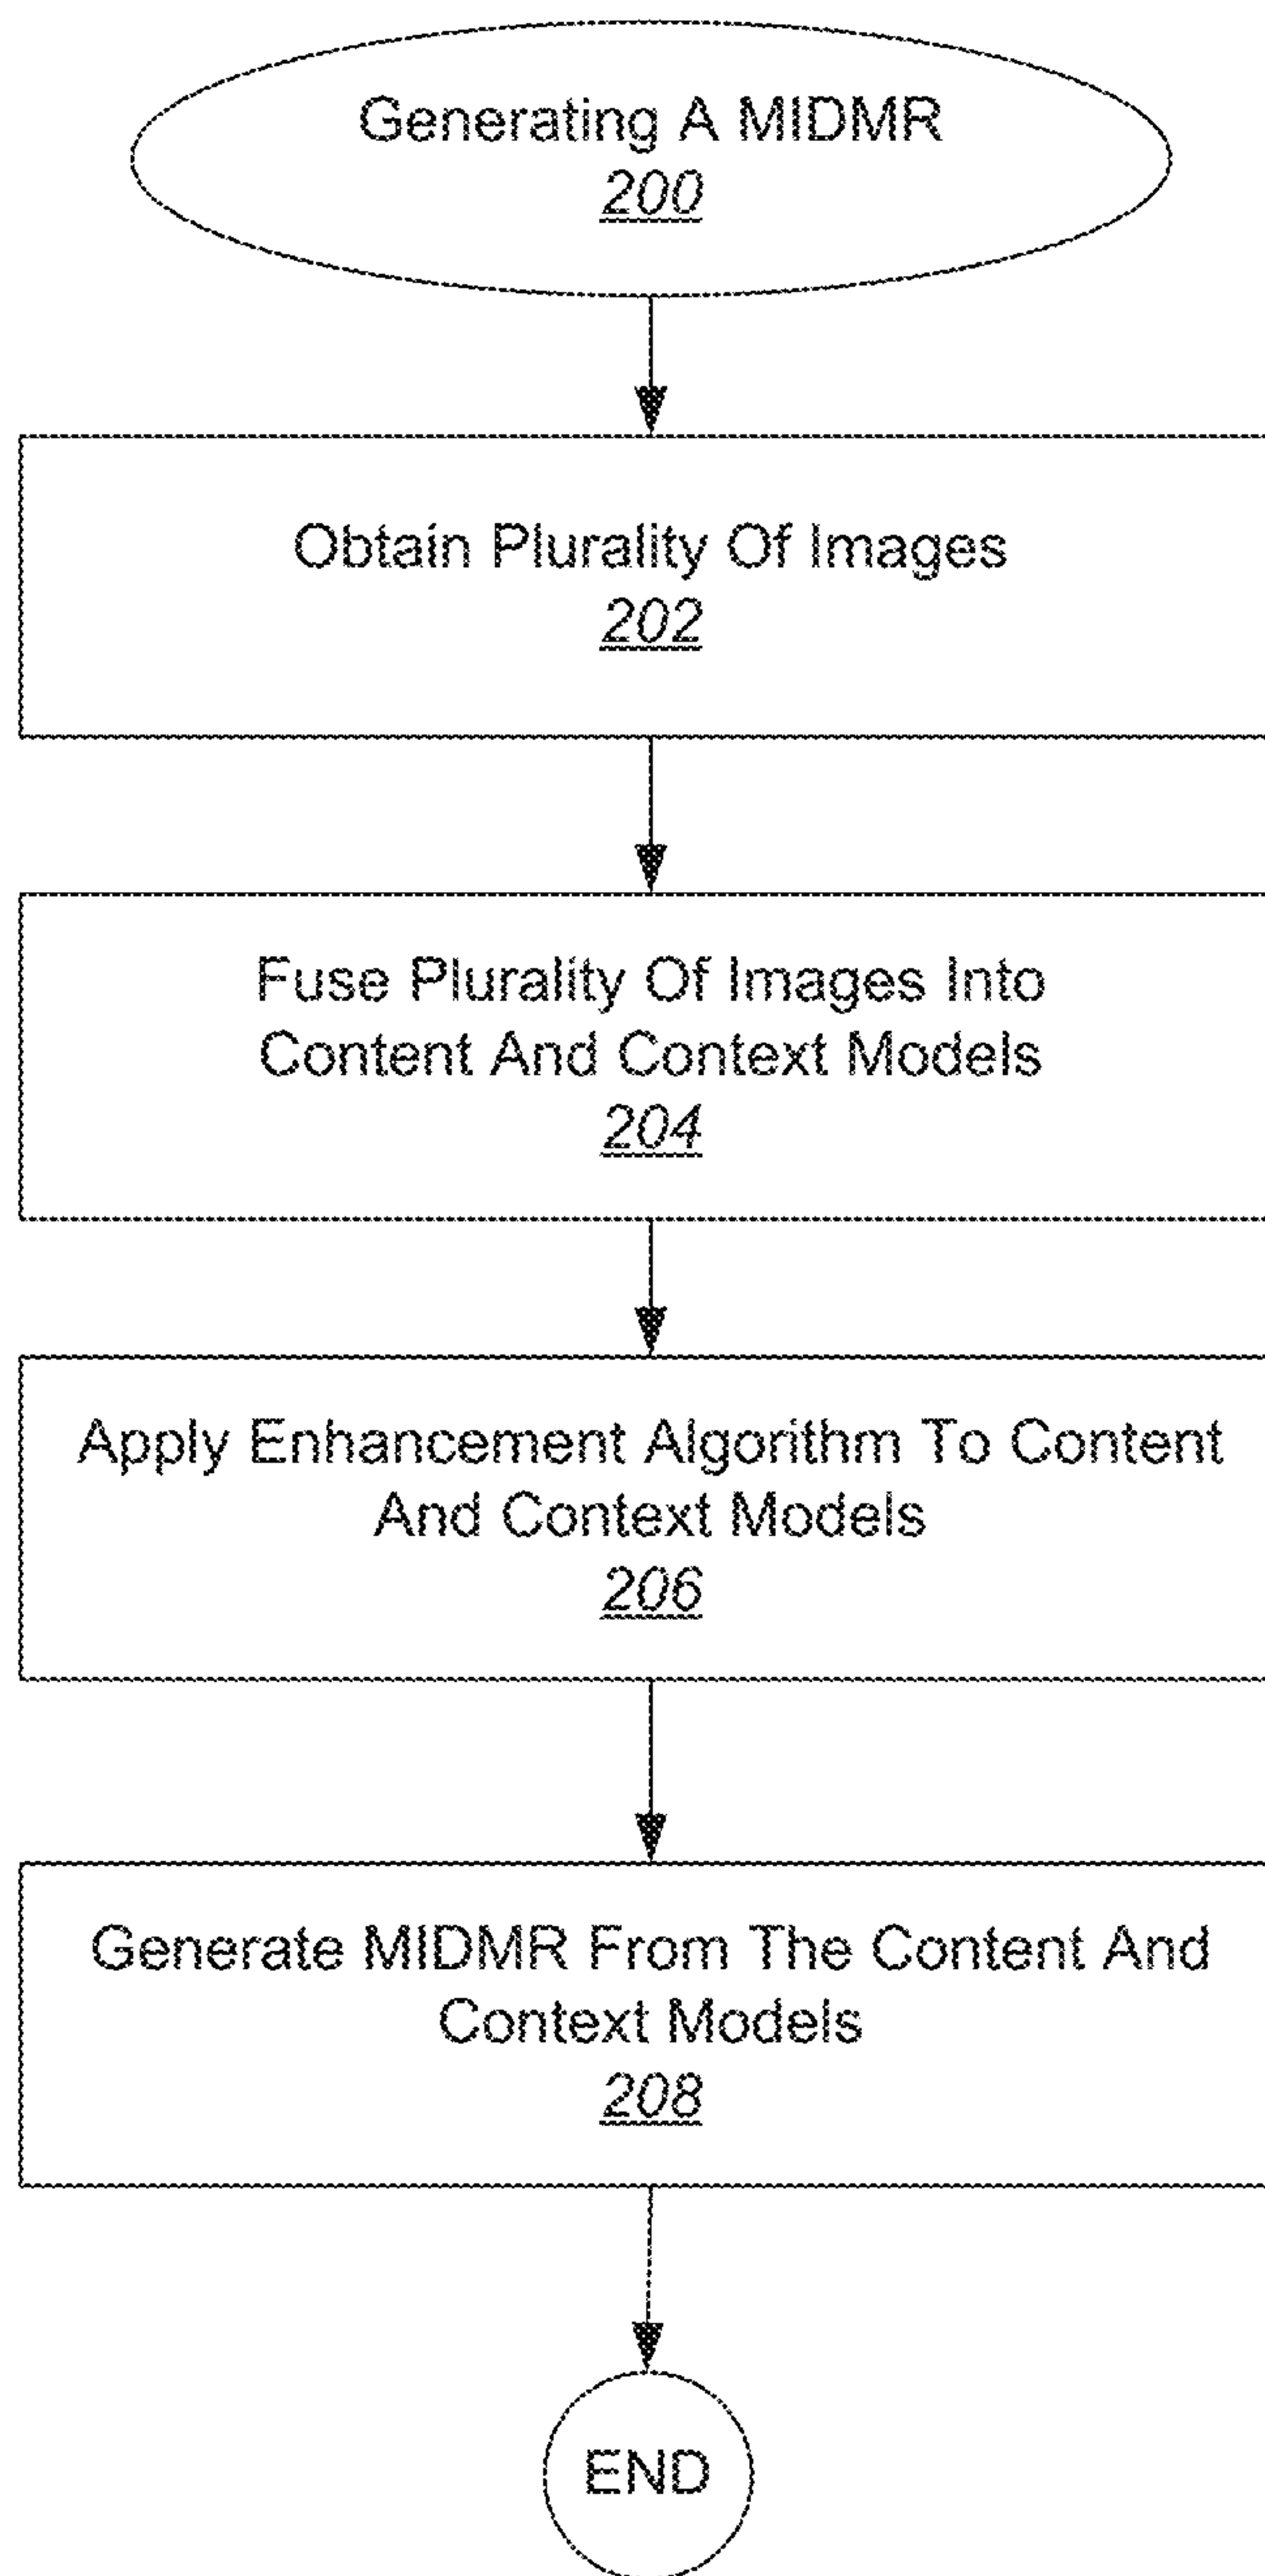 Generating A MIDMR
200
Obtain Plurality Of Images
202
Fuse Plurality Of Images Into
Content And Context Models
204
Apply Enhancement Algorithm To Content
And Context Models
206
Generate MIDMR From The Content And
Context Models
208
END